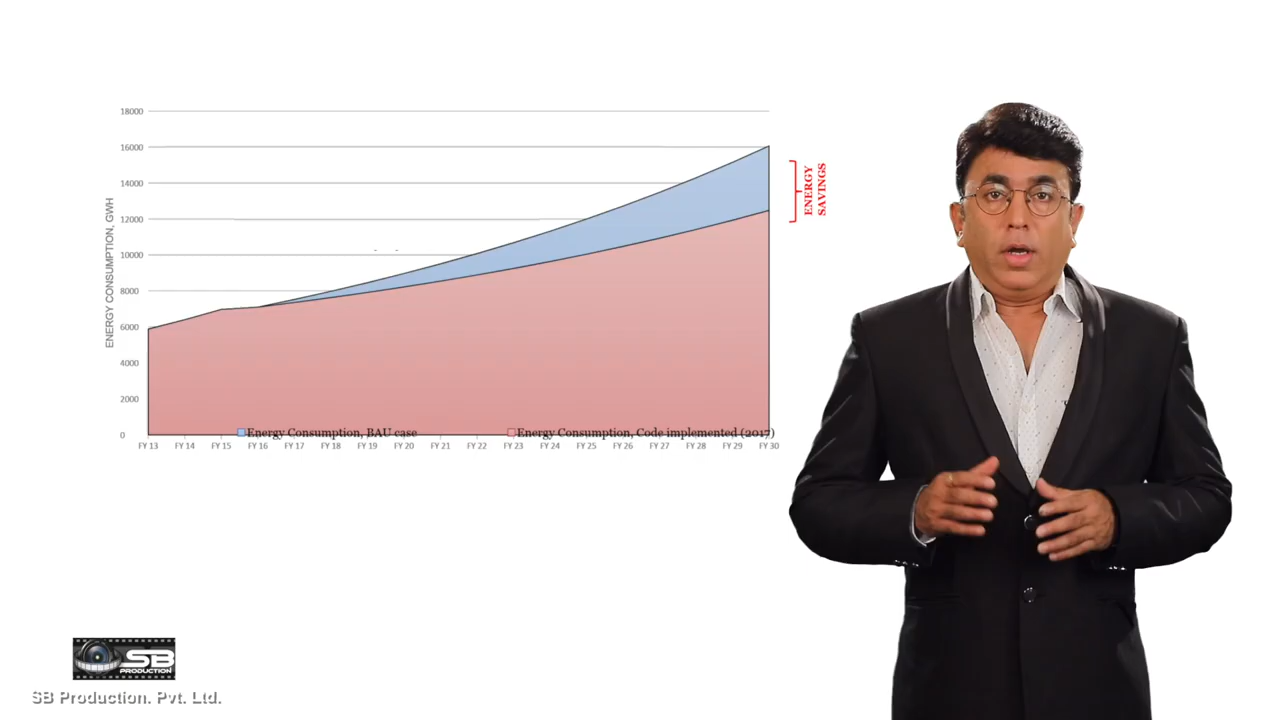 18000
16000
14000
12000
10000
8000
6000
4000
2000
0
ENERGY CONSUMPTION, GWH
FY 13 FY 14 FY 15 FY 16 FY 17 FY 18 FY 19 FY 20 FY 21 FY 22 FY 23 FY 24 FY 25 FY 26 FY 27 FY 28 FY 29 FY 30
Energy Consumption, BAU case
Energy Consumption, Code implemented (2017)
ENERGY
SAVINGS
SB
PRODUCTION
SB Production. Pvt. Ltd.